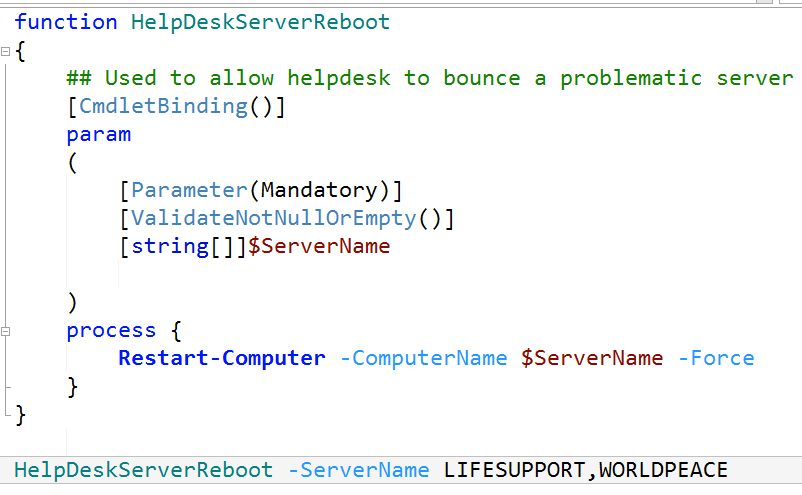 function HelpDeskServerReboot
{
## Used to allow helpdesk to bounce a problematic server
[CmdletBinding()]
param
(
[Parameter(Mandatory)]
[ValidateNotNullOrEmpty()]
[string[]]$ServerName
)
process {
Restart-Computer -ComputerName $ServerName -Force
}
}
HelpDeskServerReboot -ServerName LIFESUPPORT,WORLDPEACE